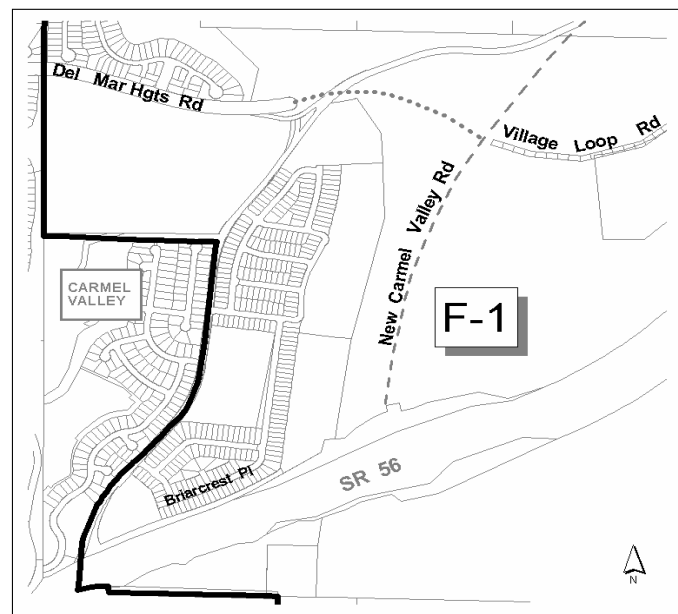 Del Mar Hgts Rd
Village Loop Rd
New Carmel Valley Rd
CARMEL
VALLEY
F-1
SR 56
Briarcrest Pl
N